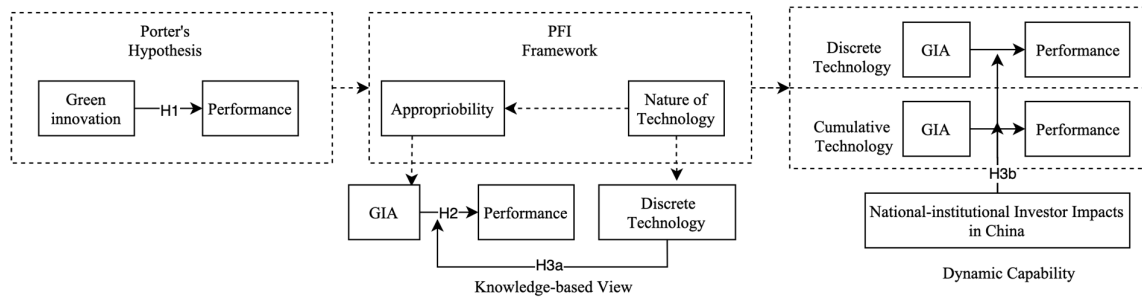 Porter's
Hypothesis
Green
innovation
H1
Performance
PFI
Framework
Appropriobility
Nature of
Technology
GIA
H2
Performance
Discrete
Technology
H3a
Knowledge-based View
Discrete
Technology
GIA
Performance
Cumulative
Technology
GIA
Performance
H3b
National-institutional Investor Impacts
in China
Dynamic Capability